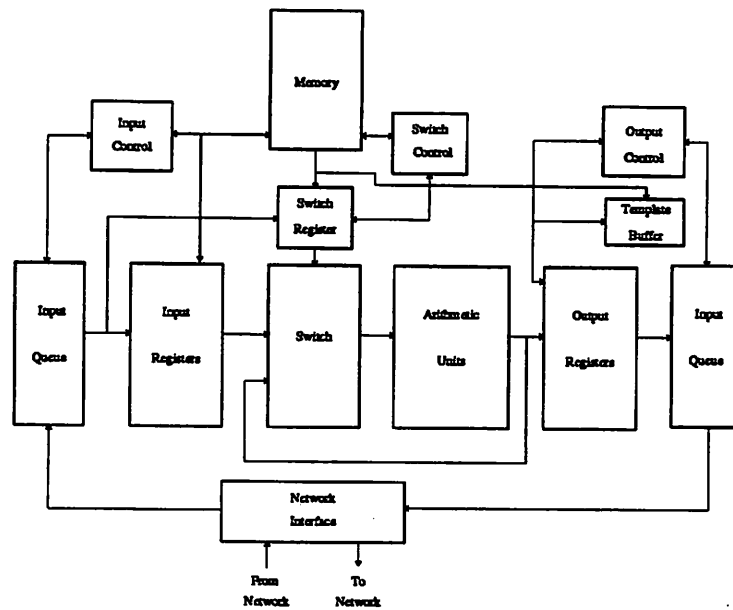 Memory
Input
Control
Switch
Control
Output
Control
Switch
Register
Template
Buffer
Input
Queue
Input
Registers
Switch
Arithmetic
Units
Output
Registers
Input
Queue
Network
Interface
From
Network
To
Network